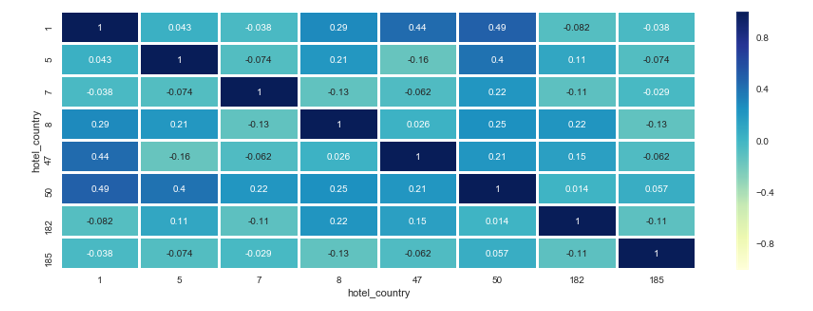 1 1 0.043 -0.038 0.29 0.44 0.49 -0.082 -0.038
5 0.043 1 -0.074 0.21 -0.16 0.4 0.11 -0.074
7 -0.038 -0.074 1 -0.13 -0.062 0.22 -0.11 -0.029
8 0.29 0.21 -0.13 1 0.026 0.25 0.22 -0.13
47 0.44 -0.16 -0.062 0.026 1 0.21 0.15 -0.062
50 0.49 0.4 0.22 0.25 0.21 1 0.014 0.057
182 -0.082 0.11 -0.11 0.22 0.15 0.014 1 -0.11
185 -0.038 -0.074 -0.029 -0.13 -0.062 0.057 -0.11 1
hotel_country
1 5 7 8 47 50 182 185
hotel_country
0.8
0.4
0.0
−0.4
−0.8